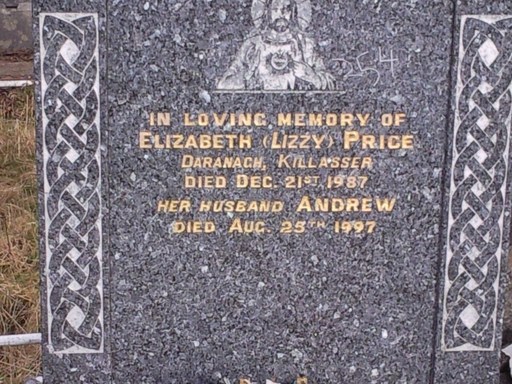 254
IN LOVING MEMORY OF
ELIZABETH (LIZZY) PRICE
DARANAGH, KILLASSER
DIED DEC. 21ST 1987
HER HUSBAND ANDREW
DIED AUG. 25TH 1997